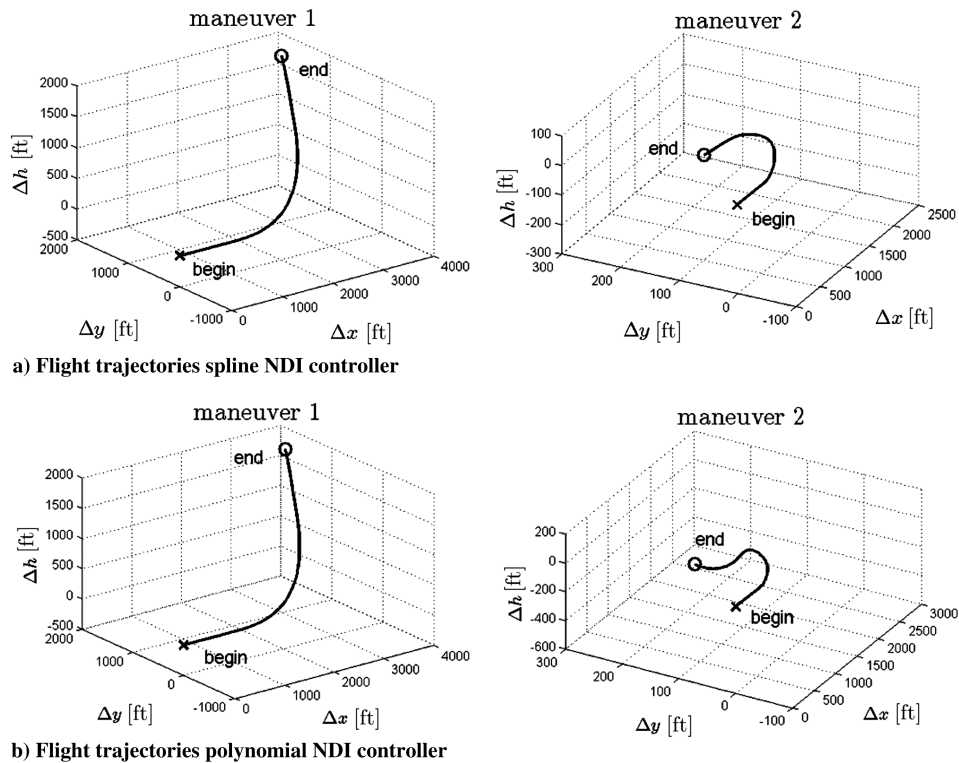 maneuver 1
end
begin
2000
1500
1000
500
0
-500
Δh [ft]
2000
1000
0
-1000
Δy [ft]
0
1000
2000
3000
4000
Δx [ft]
maneuver 2
end
begin
100
0
-100
-200
-300
Δh [ft]
300
200
100
0
-100
Δy [ft]
0
500
1000
1500
2000
2500
Δx [ft]
a) Flight trajectories spline NDI controller
maneuver 1
end
begin
2000
1500
1000
500
0
-500
Δh [ft]
2000
1000
0
-1000
Δy [ft]
0
1000
2000
3000
4000
Δx [ft]
maneuver 2
end
begin
200
0
-200
-400
-600
Δh [ft]
300
200
100
0
-100
Δy [ft]
0
500
1000
1500
2000
2500
3000
Δx [ft]
b) Flight trajectories polynomial NDI controller